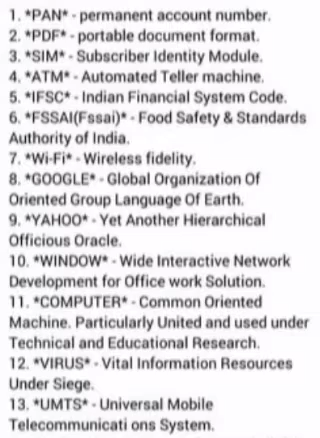 1. *PAN* - permanent account number.
2. *PDF* - portable document format.
3. *SIM* - Subscriber Identity Module.
4. *ATM* - Automated Teller machine.
5. *IFSC* - Indian Financial System Code.
6. *FSSAI(Fssai)* - Food Safety & Standards
Authority of India.
7. *Wi-Fi* - Wireless fidelity.
8. *GOOGLE* - Global Organization Of
Oriented Group Language Of Earth.
9. *YAHOO* - Yet Another Hierarchical
Officious Oracle.
10. *WINDOW* - Wide Interactive Network
Development for Office work Solution.
11. *COMPUTER* - Common Oriented
Machine. Particularly United and used under
Technical and Educational Research.
12. *VIRUS* - Vital Information Resources
Under Siege.
13. *UMTS* - Universal Mobile
Telecommunicati ons System.